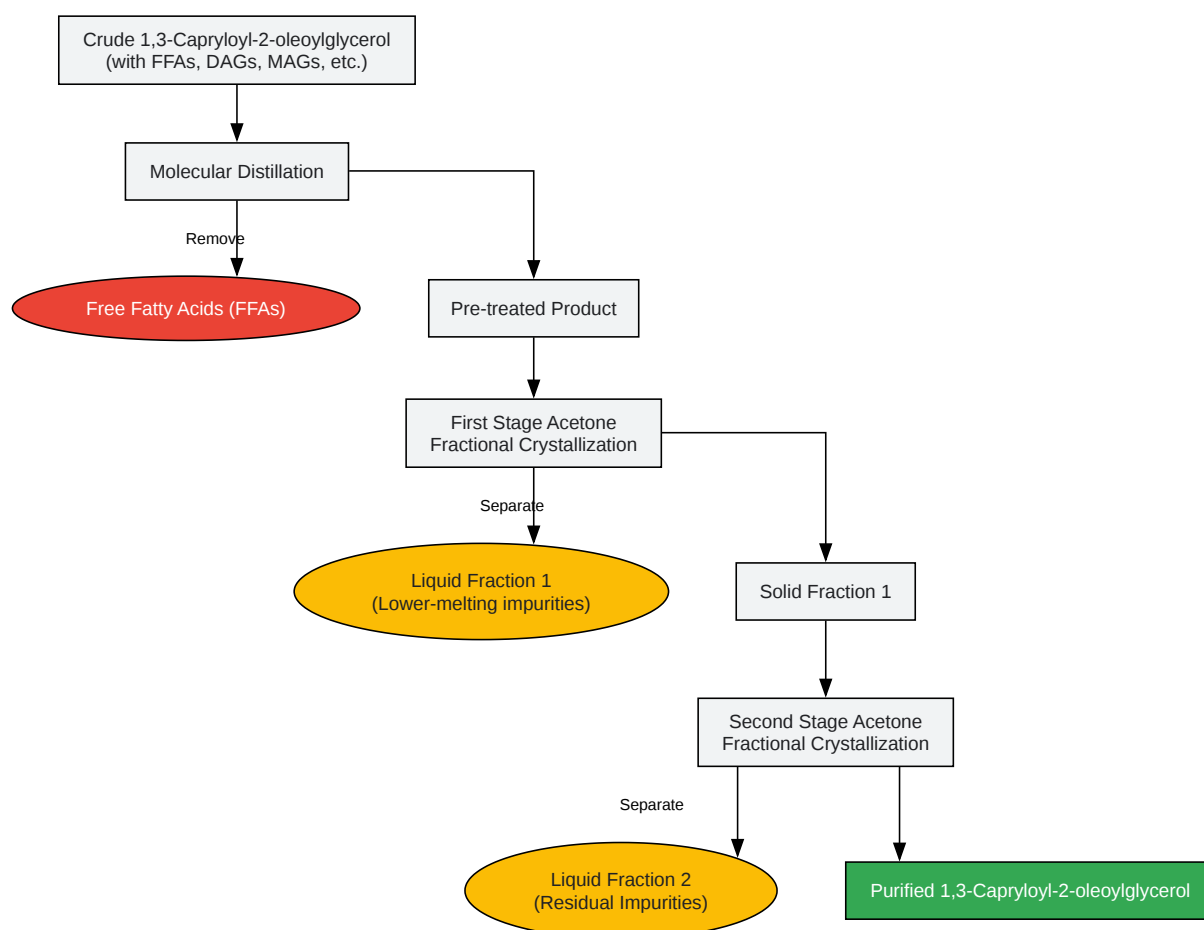 Crude 1,3-Capryloyl-2-oleoylglycerol
(with FFAs, DAGs, MAGs, etc.)
Molecular Distillation
Remove
Free Fatty Acids (FFAs)
Pre-treated Product
First Stage Acetone
Fractional Crystallization
Separate
Liquid Fraction 1
(Lower-melting impurities)
Solid Fraction 1
Second Stage Acetone
Fractional Crystallization
Separate
Liquid Fraction 2
(Residual Impurities)
Purified 1,3-Capryloyl-2-oleoylglycerol